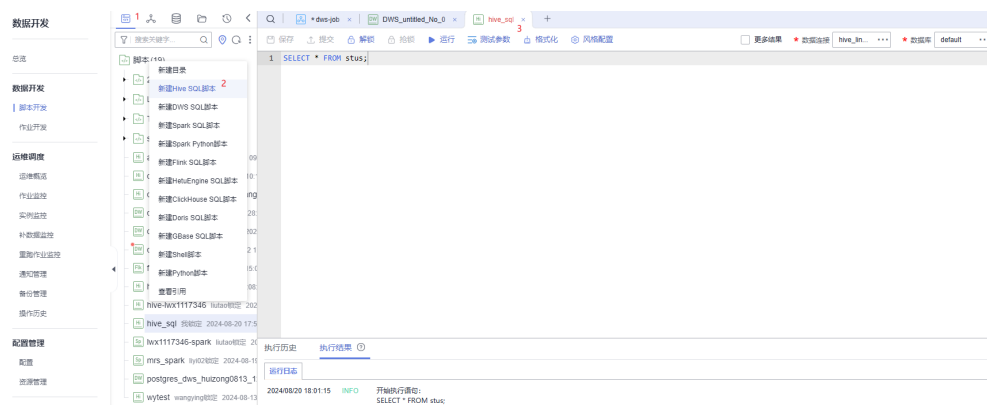 数据开发
总览
数据开发
脚本开发
作业开发
运维调度
运维概览
作业监控
实例监控
补数据监控
重跑作业监控
通知管理
备份管理
操作历史
配置管理
配置
资源管理
1
搜索关键字...
脚本(19)
新建目录
新建Hive SQL脚本 2
新建DWS SQL脚本
新建Spark SQL脚本
新建Spark Python脚本
新建Flink SQL脚本
新建HetuEngine SQL脚本
新建ClickHouse SQL脚本
新建Doris SQL脚本
新建GBase SQL脚本
新建Shell脚本
新建Python脚本
查看引用
hive-lwx1117346 liutao锁定 202
hive_sql 我锁定 2024-08-20 17:5
lwx1117346-spark liutao锁定 20
mrs_spark liyi02锁定 2024-08-19
postgres_dws_huizong0813_1
wytest wangying锁定 2024-08-13
* dws-job × DWS_untitled_No_0 × hive_sql × +
3
保存 提交 解锁 抢锁 运行 测试参数 格式化 风格配置 更多结果 * 数据连接 hive_lin... ··· * 数据库 default ···
1 SELECT * FROM stus;
执行历史 执行结果
运行日志
2024/08/20 18:01:15 INFO 开始执行语句:
SELECT * FROM stus;